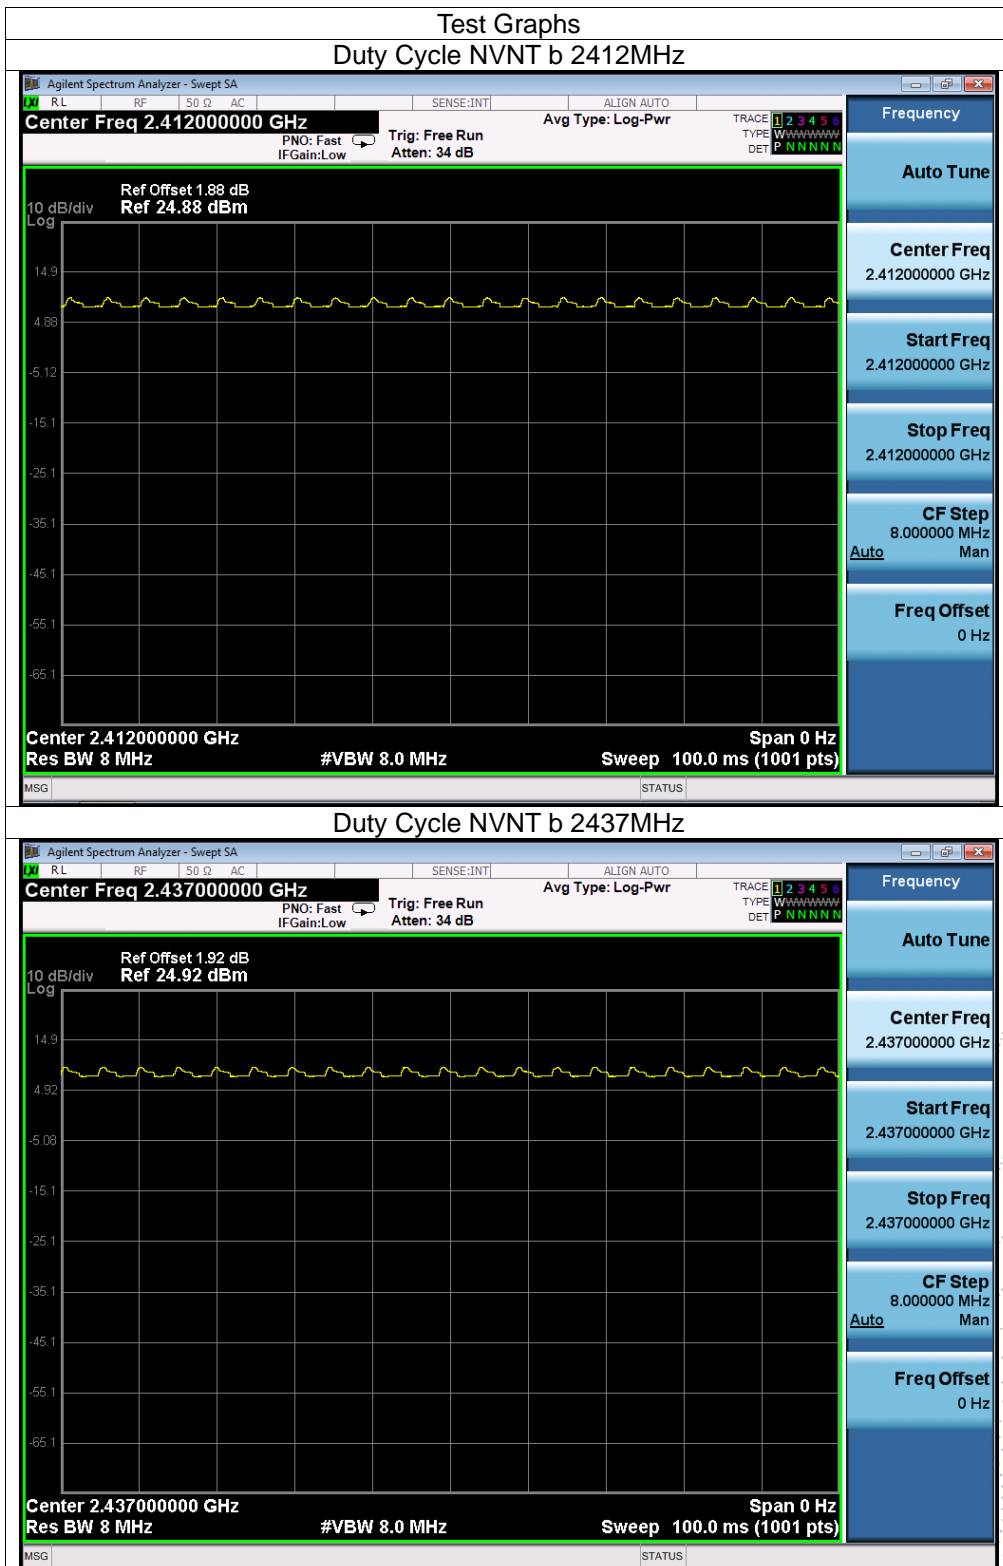 Test Graphs
Duty Cycle NVNT b 2412MHz
Agilent Spectrum Analyzer - Swept SA
LXI RL RF 50 Ω AC SENSE:INT ALIGN AUTO
Center Freq 2.412000000 GHz
PNO: Fast
IFGain:Low
Trig: Free Run
Atten: 34 dB
Avg Type: Log-Pwr
TRACE 1 2 3 4 5 6
TYPE WWWWWW
DET P N N N N N
Ref Offset 1.88 dB
10 dB/div Ref 24.88 dBm
Log
14.9
4.88
-5.12
-15.1
-25.1
-35.1
-45.1
-55.1
-65.1
Center 2.412000000 GHz Span 0 Hz
Res BW 8 MHz #VBW 8.0 MHz Sweep 100.0 ms (1001 pts)
MSG STATUS
Frequency
Auto Tune
Center Freq
2.412000000 GHz
Start Freq
2.412000000 GHz
Stop Freq
2.412000000 GHz
CF Step
8.000000 MHz
Auto Man
Freq Offset
0 Hz
Duty Cycle NVNT b 2437MHz
Agilent Spectrum Analyzer - Swept SA
LXI RL RF 50 Ω AC SENSE:INT ALIGN AUTO
Center Freq 2.437000000 GHz
PNO: Fast
IFGain:Low
Trig: Free Run
Atten: 34 dB
Avg Type: Log-Pwr
TRACE 1 2 3 4 5 6
TYPE WWWWWW
DET P N N N N N
Ref Offset 1.92 dB
10 dB/div Ref 24.92 dBm
Log
14.9
4.92
-5.08
-15.1
-25.1
-35.1
-45.1
-55.1
-65.1
Center 2.437000000 GHz Span 0 Hz
Res BW 8 MHz #VBW 8.0 MHz Sweep 100.0 ms (1001 pts)
MSG STATUS
Frequency
Auto Tune
Center Freq
2.437000000 GHz
Start Freq
2.437000000 GHz
Stop Freq
2.437000000 GHz
CF Step
8.000000 MHz
Auto Man
Freq Offset
0 Hz